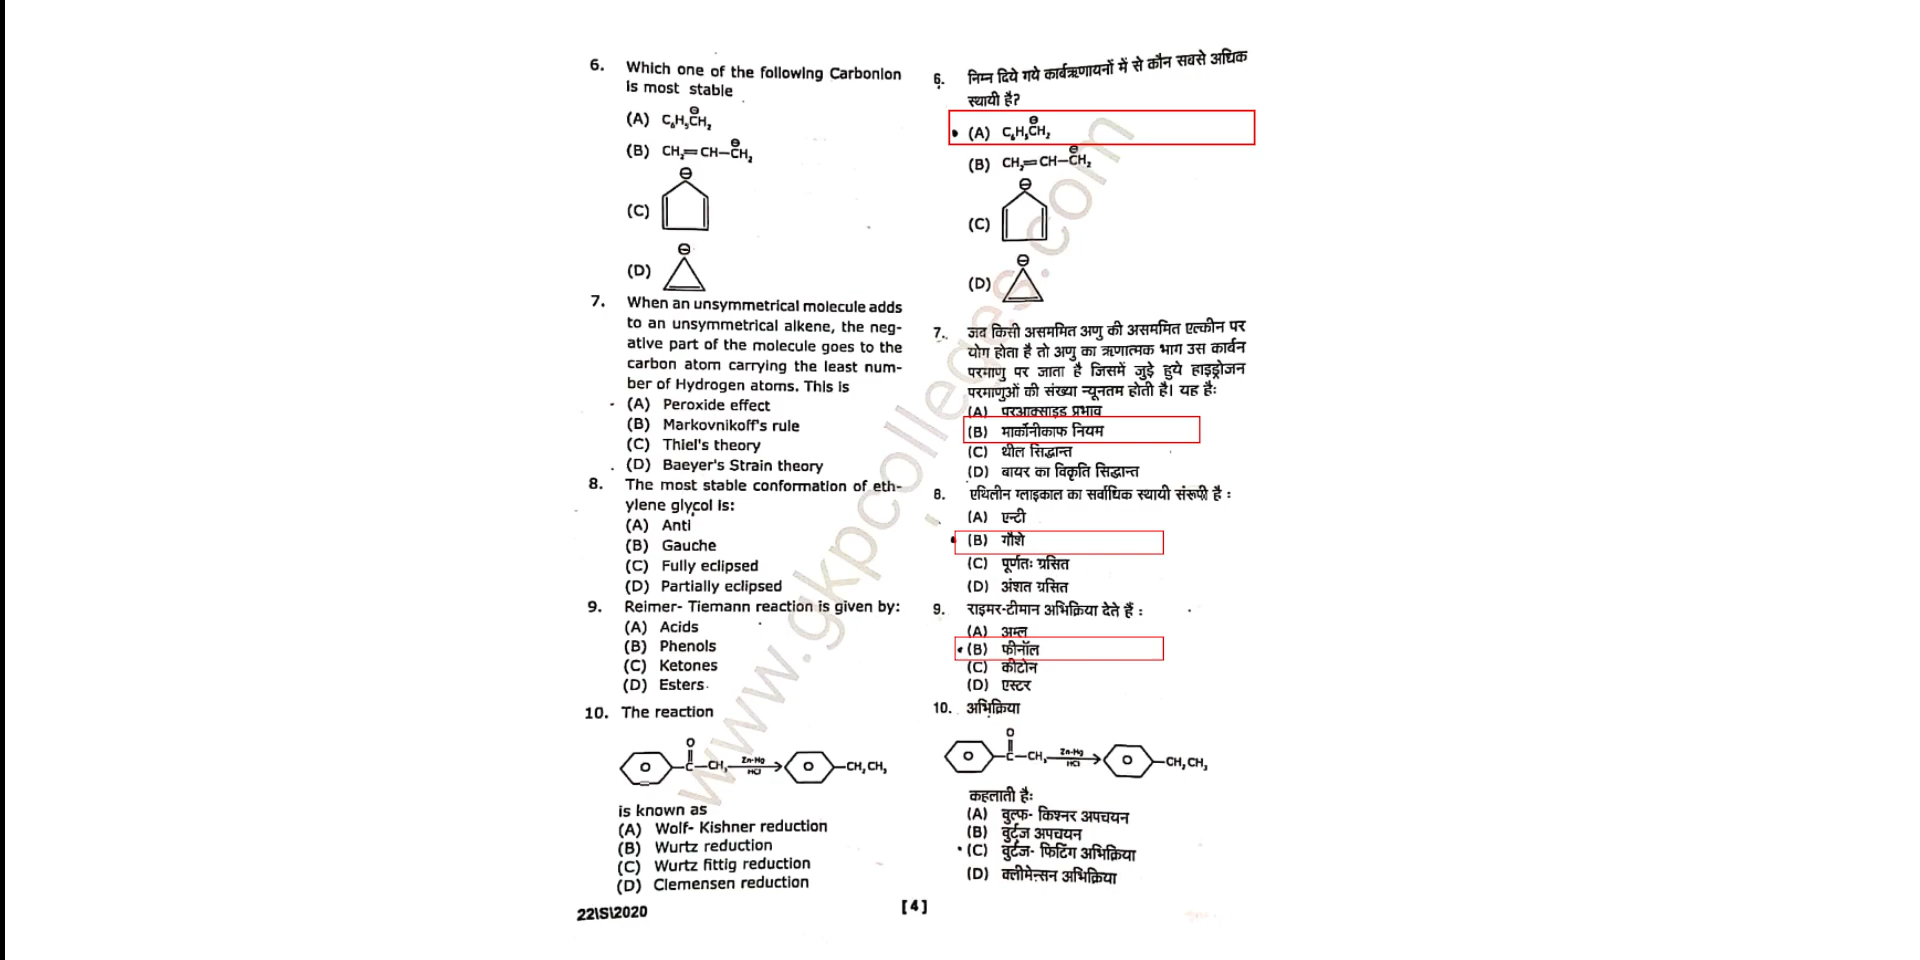 6. Which one of the following Carbonion
is most stable
(A) C₆H₅CH₂
⊖
(B) CH₂=CH–CH₂
⊖
(C)
⊖
(D)
⊖
7. When an unsymmetrical molecule adds
to an unsymmetrical alkene, the neg-
ative part of the molecule goes to the
carbon atom carrying the least num-
ber of Hydrogen atoms. This is
(A) Peroxide effect
(B) Markovnikoff's rule
(C) Thiel's theory
(D) Baeyer's Strain theory
8. The most stable conformation of eth-
ylene glycol is:
(A) Anti
(B) Gauche
(C) Fully eclipsed
(D) Partially eclipsed
9. Reimer- Tiemann reaction is given by:
(A) Acids
(B) Phenols
(C) Ketones
(D) Esters
10. The reaction
O
O –C–CH₃ Zn-Hg HCl O –CH₂CH₃
is known as
(A) Wolf- Kishner reduction
(B) Wurtz reduction
(C) Wurtz fittig reduction
(D) Clemensen reduction
6. निम्न दिये गये कार्बऋणायनों में से कौन सबसे अधिक
स्थायी है?
(A) C₆H₅CH₂
⊖
(B) CH₂=CH–CH₂
⊖
(C)
⊖
(D)
⊖
7. जब किसी असममित अणु की असममित एल्कीन पर
योग होता है तो अणु का ऋणात्मक भाग उस कार्बन
परमाणु पर जाता है जिसमें जुड़े हुये हाइड्रोजन
परमाणुओं की संख्या न्यूनतम होती है। यह हैः
(A) परआक्साइड प्रभाव
(B) मार्कोनीकाफ नियम
(C) थील सिद्धान्त
(D) बायर का विकृति सिद्धान्त
8. एथिलीन ग्लाइकाल का सर्वाधिक स्थायी संरूपी है :
(A) एन्टी
(B) गौशे
(C) पूर्णतः ग्रसित
(D) अंशत ग्रसित
9. राइमर-टीमान अभिक्रिया देते हैं :
(A) अम्ल
(B) फीनॉल
(C) कीटोन
(D) एस्टर
10. अभिक्रिया
O
O –C–CH₃ Zn-Hg HCl O –CH₂CH₃
कहलाती हैः
(A) वुल्फ- किश्नर अपचयन
(B) वुर्टज अपचयन
(C) वुर्टज- फिटिंग अभिक्रिया
(D) क्लीमेन्सन अभिक्रिया
22\S\2020
[4]
www.gkpcolleges.com